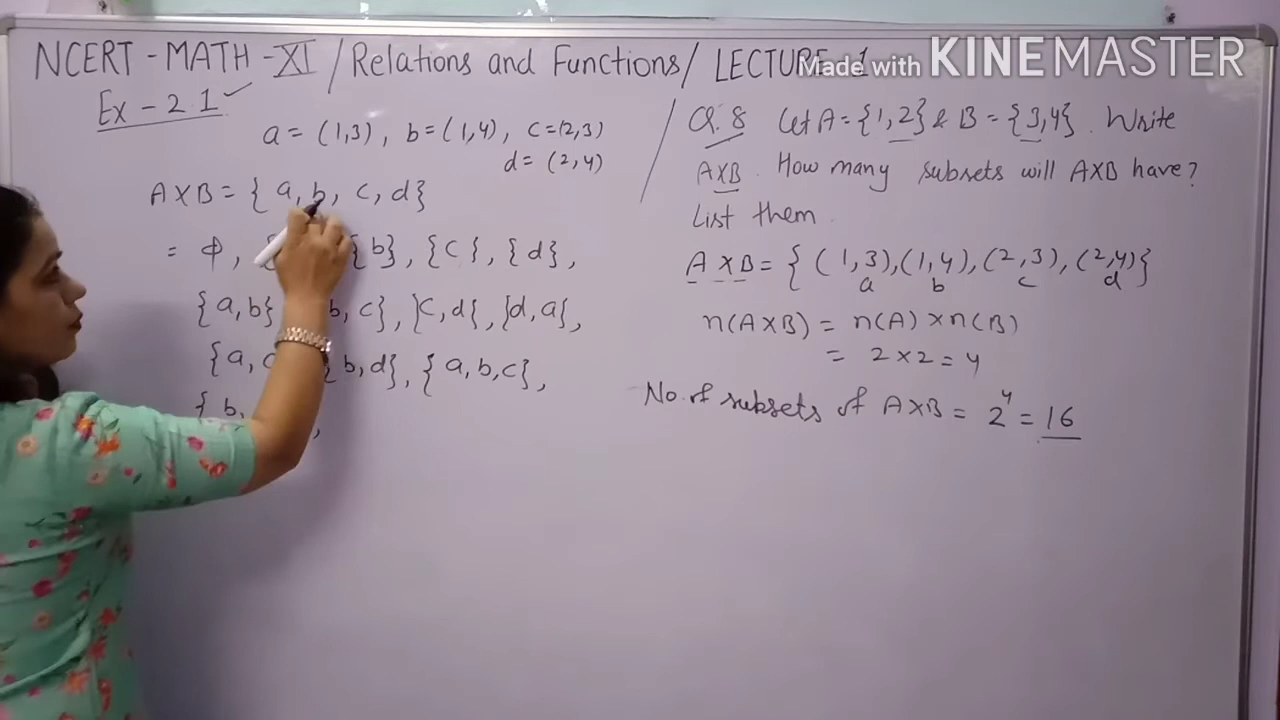 NCERT - MATH - XI / Relations and Functions / LECTURE - 1
Made with KINEMASTER
Ex - 2.1 ✓
a = (1,3), b = (1,4), c = (2,3)
d = (2,4)
A×B = { a, b, c, d }
= Φ, { {b}, {c}, {d},
{a,b} b, c}, {c, d}, {d, a},
{a, c { b, d}, { a, b, c},
{ b, ,
Q. 8 Let A = {1,2} & B = {3,4}. Write
A×B. How many subsets will A×B have?
List them.
A × B = { (1,3), (1,4), (2,3), (2,4) }
a b c d
n(A×B) = n(A) × n(B)
= 2 × 2 = 4
No. of subsets of A×B = 2⁴ = 16